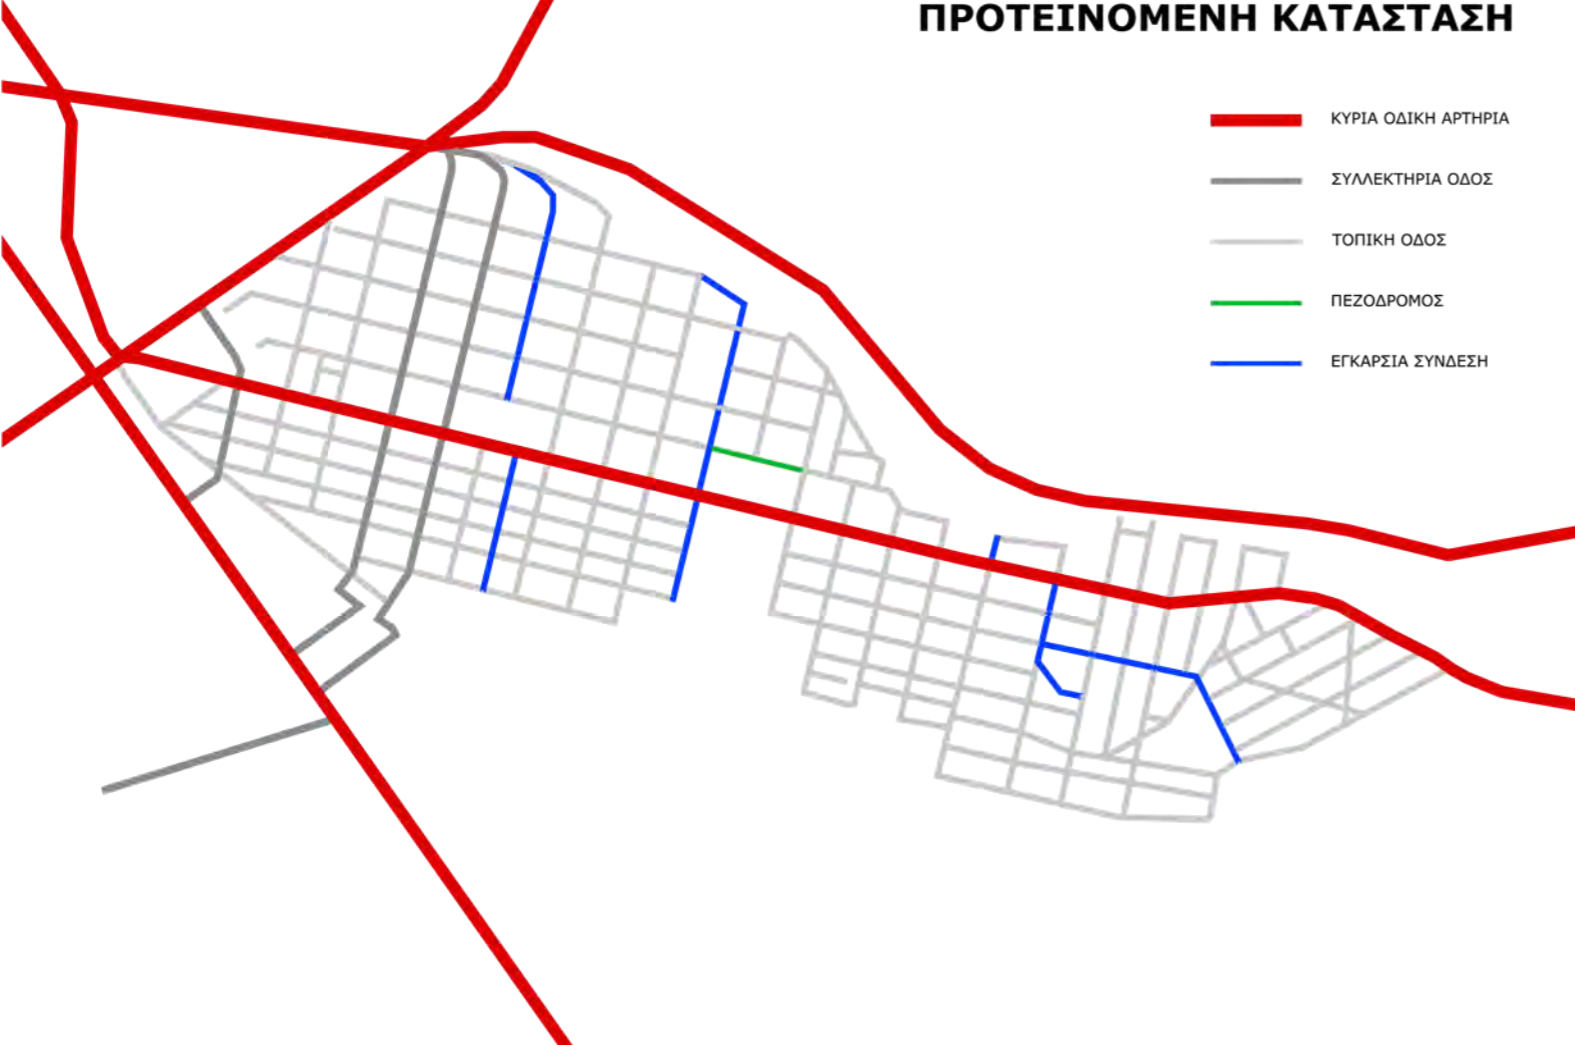 ΠΡΟΤΕΙΝΟΜΕΝΗ ΚΑΤΑΣΤΑΣΗ
ΚΥΡΙΑ ΟΔΙΚΗ ΑΡΤΗΡΙΑ
ΣΥΛΛΕΚΤΗΡΙΑ ΟΔΟΣ
ΤΟΠΙΚΗ ΟΔΟΣ
ΠΕΖΟΔΡΟΜΟΣ
ΕΓΚΑΡΣΙΑ ΣΥΝΔΕΣΗ